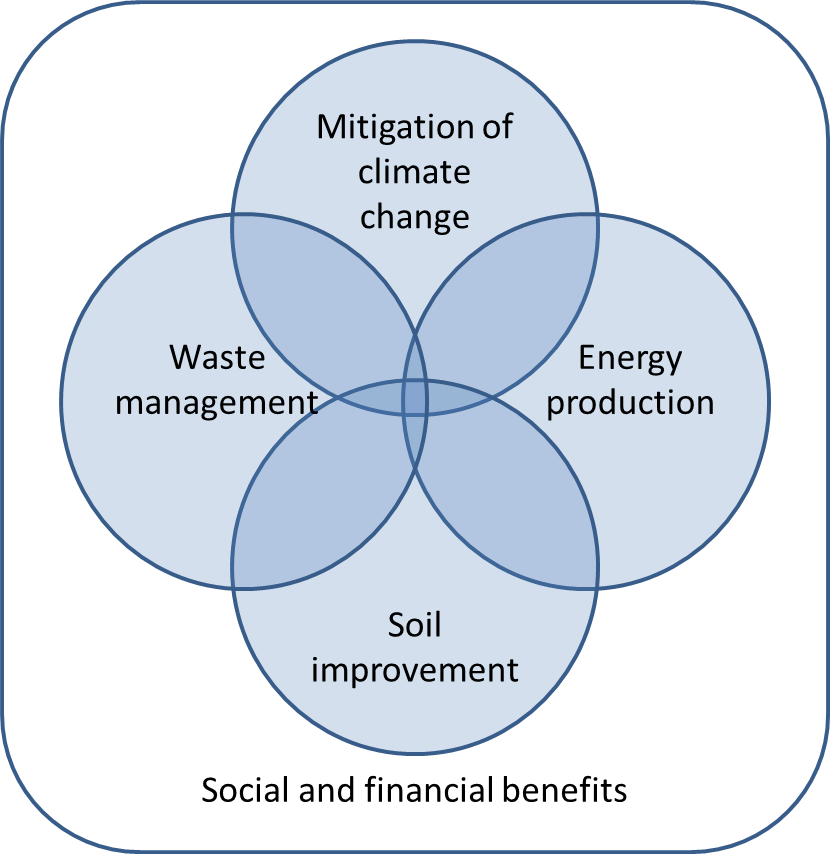 Mitigation of
climate
change
Waste
management
Energy
production
Soil
improvement
Social and financial benefits